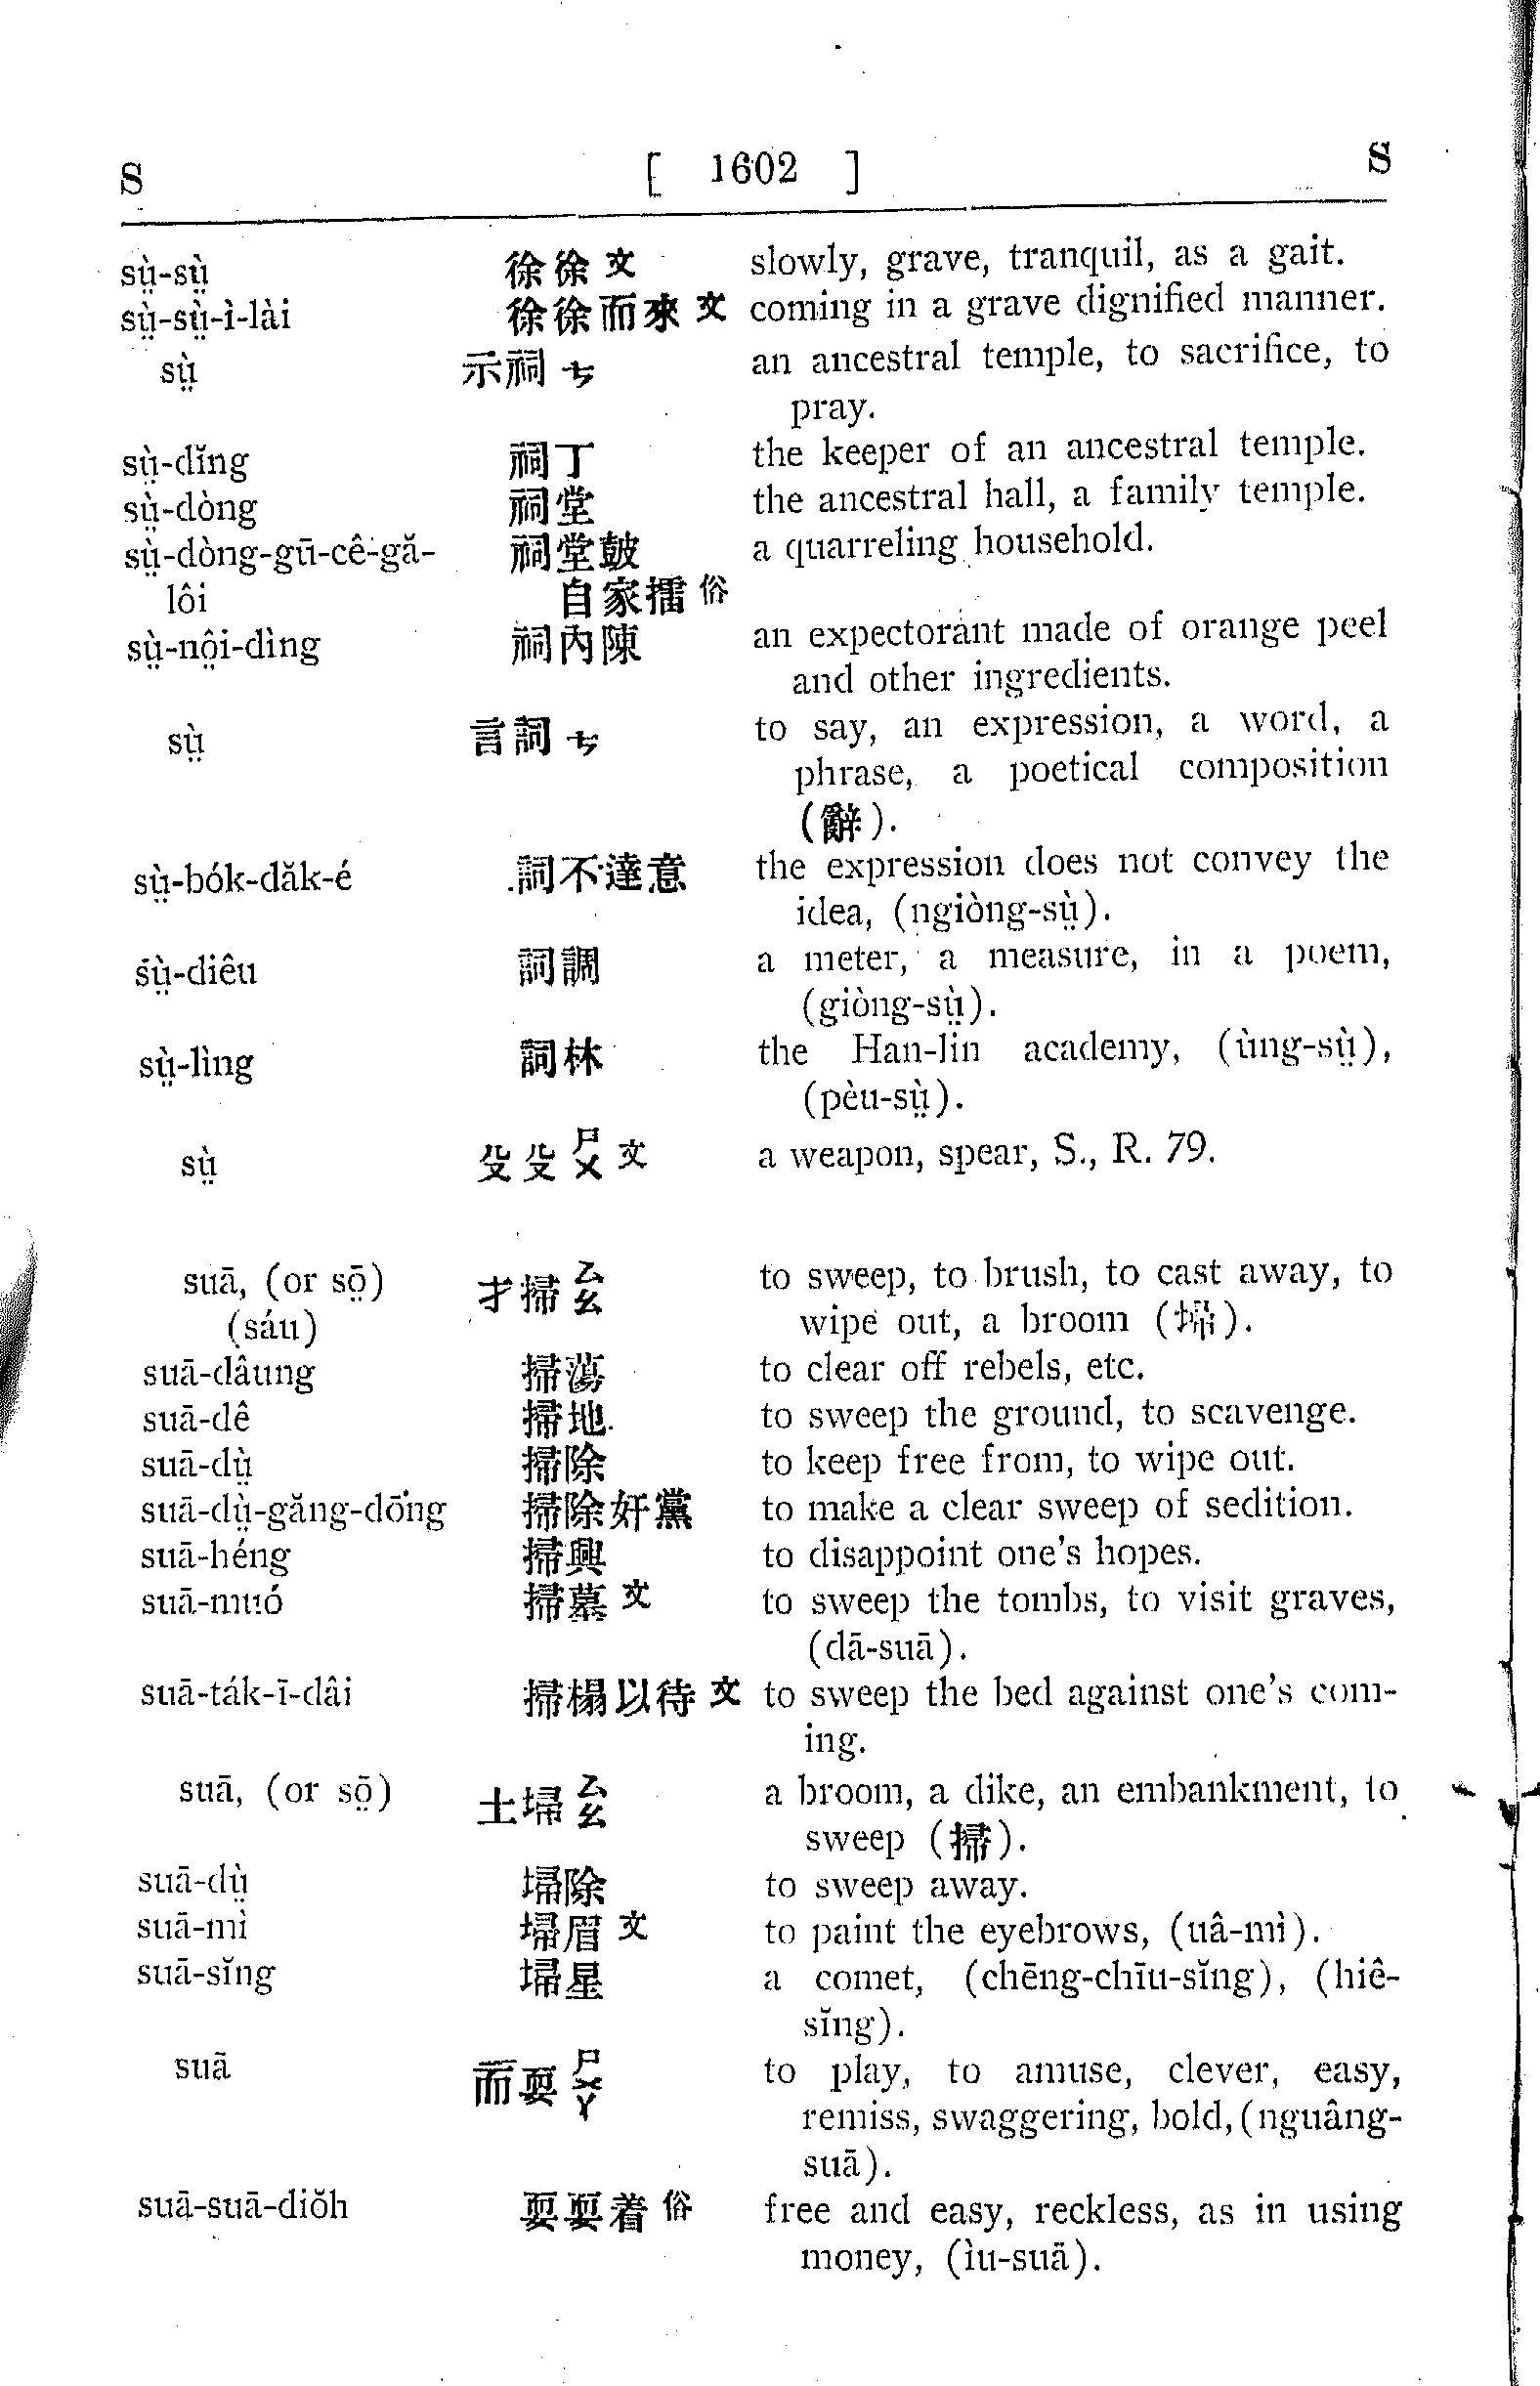 S [ 1602 ] S
sṳ̀-sṳ̀ 徐徐 文 slowly, grave, tranquil, as a gait.
sṳ̀-sṳ̀-ì-lài 徐徐而來 文 coming in a grave dignified manner.
sṳ̀ 示祠 ㄘ an ancestral temple, to sacrifice, to
pray.
sṳ̀-dĭng 祠丁 the keeper of an ancestral temple.
sṳ̀-dòng 祠堂 the ancestral hall, a family temple.
sṳ̀-dòng-gū-cê-gă- 祠堂皷 a quarreling household.
lôi 自家擂 俗
sṳ̀-nô̤i-dìng 祠內陳 an expectorant made of orange peel
and other ingredients.
sṳ̀ 言詞 ㄘ to say, an expression, a word, a
phrase, a poetical composition
(辭).
sṳ̀-bók-dăk-é 詞不達意 the expression does not convey the
idea, (ngiòng-sṳ̀).
sṳ̀-diêu 詞調 a meter, a measure, in a poem,
(giòng-sṳ̀).
sṳ̀-lìng 詞林 the Han-lin academy, (ùng-sṳ̀),
(pèu-sṳ̀).
sṳ̀ 殳殳 ㄕㄨ 文 a weapon, spear, S., R. 79.
suā, (or sō̤) 才掃 ㄙㄠ to sweep, to brush, to cast away, to
(sáu) wipe out, a broom (埽).
suā-dâung 掃蕩 to clear off rebels, etc.
suā-dê 掃地 to sweep the ground, to scavenge.
suā-dṳ̀ 掃除 to keep free from, to wipe out.
suā-dṳ̀-găng-dōng 掃除奸黨 to make a clear sweep of sedition.
suā-héng 掃興 to disappoint one's hopes.
suā-muó 掃墓 文 to sweep the tombs, to visit graves,
(dā-suā).
suā-ták-ī-dâi 掃榻以待 文 to sweep the bed against one's com-
ing.
suā, (or sō̤) 土埽 ㄙㄠ a broom, a dike, an embankment, to
sweep (掃).
suā-dṳ̀ 埽除 to sweep away.
suā-mì 埽眉 文 to paint the eyebrows, (uâ-mì).
suā-sĭng 埽星 a comet, (chēng-chīu-sĭng), (hiê-
sĭng).
suā 而耍 ㄕㄨㄚ to play, to amuse, clever, easy,
remiss, swaggering, bold, (nguâng-
suā).
suā-suā-diŏh 耍耍着 俗 free and easy, reckless, as in using
money, (ìu-suā).